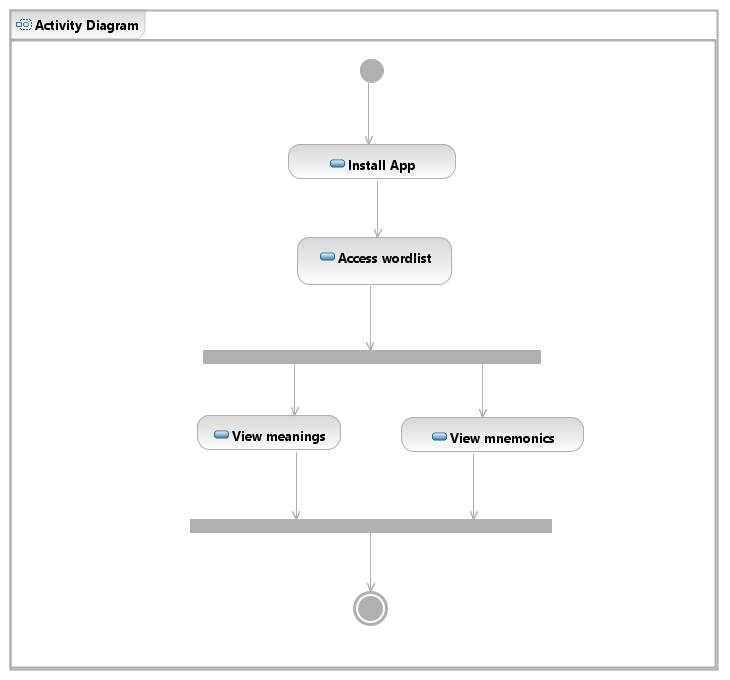 Activity Diagram
Install App
Access wordlist
View meanings
View mnemonics